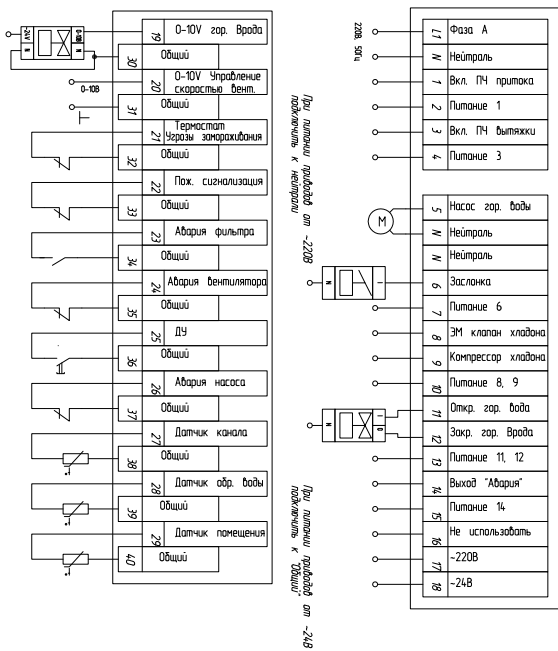 19 0-10V гор. Врода
30 Общий
20 0-10V Управление
скоростью вент.
31 Общий
21 Термостат
Угрозы замораживания
32 Общий
22 Пож. сигнализация
33 Общий
23 Авария фильтра
34 Общий
24 Авария вентилятора
35 Общий
25 ДУ
36 Общий
26 Авария насоса
37 Общий
27 Датчик канала
38 Общий
28 Датчик обр. воды
39 Общий
29 Датчик помещения
40 Общий
~24V
0-10В
N
N
0-10В
При питании приводов от ~220В
подключить к нейтрали
При питании приводов от ~24В
подключить к "Общий"
220В 50Гц
L1 Фаза А
N Нейтраль
1 Вкл. ПЧ притока
2 Питание 1
3 Вкл. ПЧ вытяжки
4 Питание 3
5 Насос гор. воды
N Нейтраль
N Нейтраль
6 Заслонка
7 Питание 6
8 ЭМ клапан хладона
9 Компрессор хладона
10 Питание 8, 9
11 Откр. гор. вода
12 Закр. гор. Врода
13 Питание 11, 12
14 Выход "Авария"
15 Питание 14
16 Не использовать
17 ~220В
18 ~24В
M
N
1
N
1
0